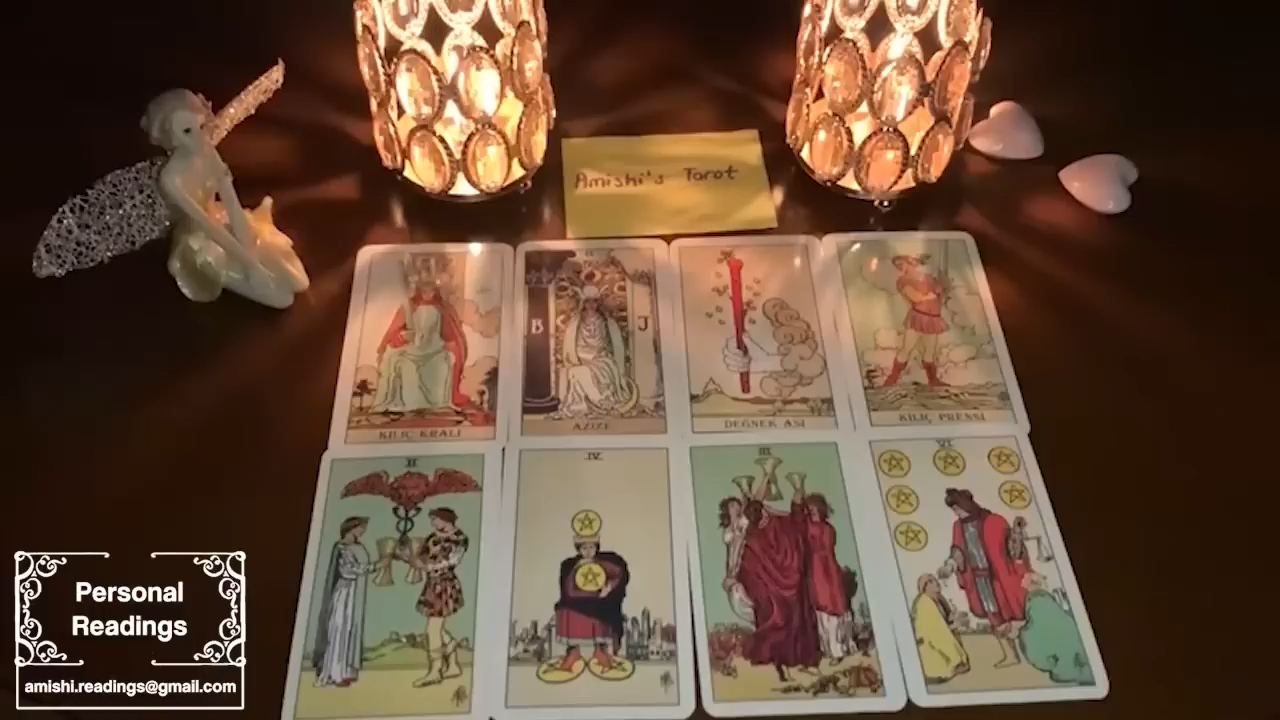 Amishi's Tarot
II
B J
KILIÇ KRALI
AZİZE
DEĞNEK ASI
KILIÇ PRENSİ
II
IV
III
VI
Personal
Readings
amishi.readings@gmail.com